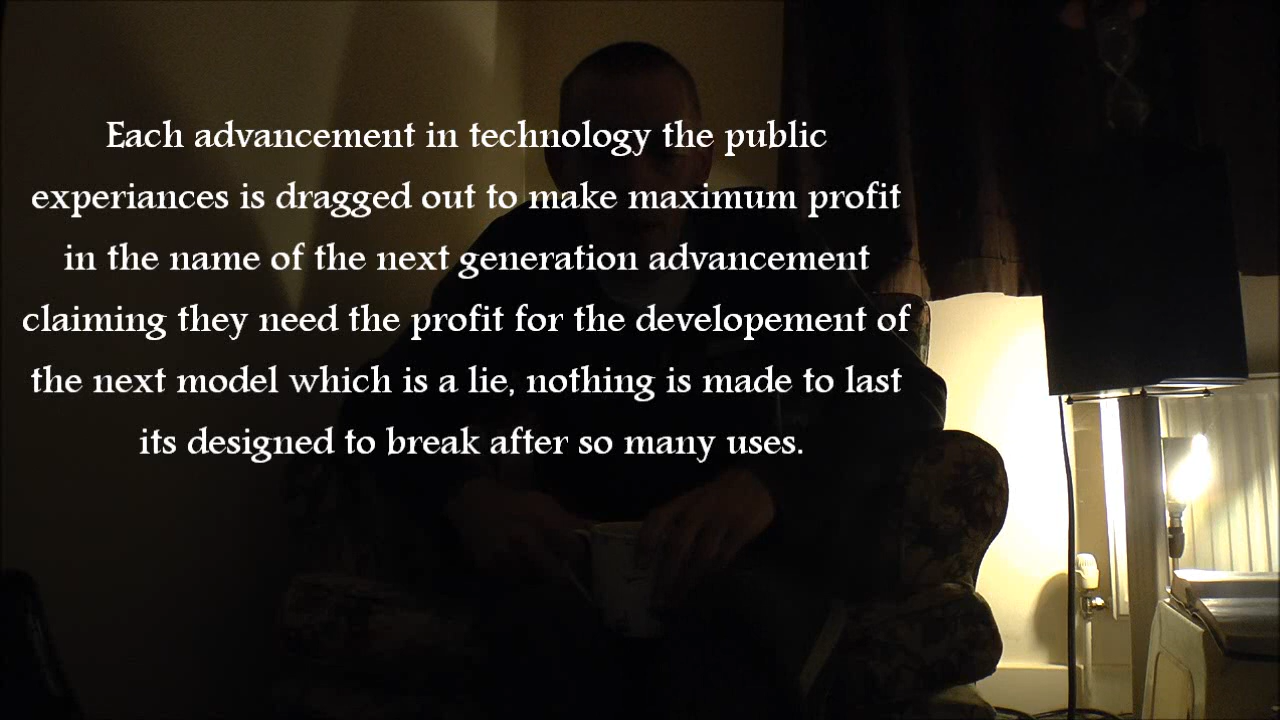 Each advancement in technology the public
experiances is dragged out to make maximum profit
in the name of the next generation advancement
claiming they need the profit for the developement of
the next model which is a lie, nothing is made to last
its designed to break after so many uses.